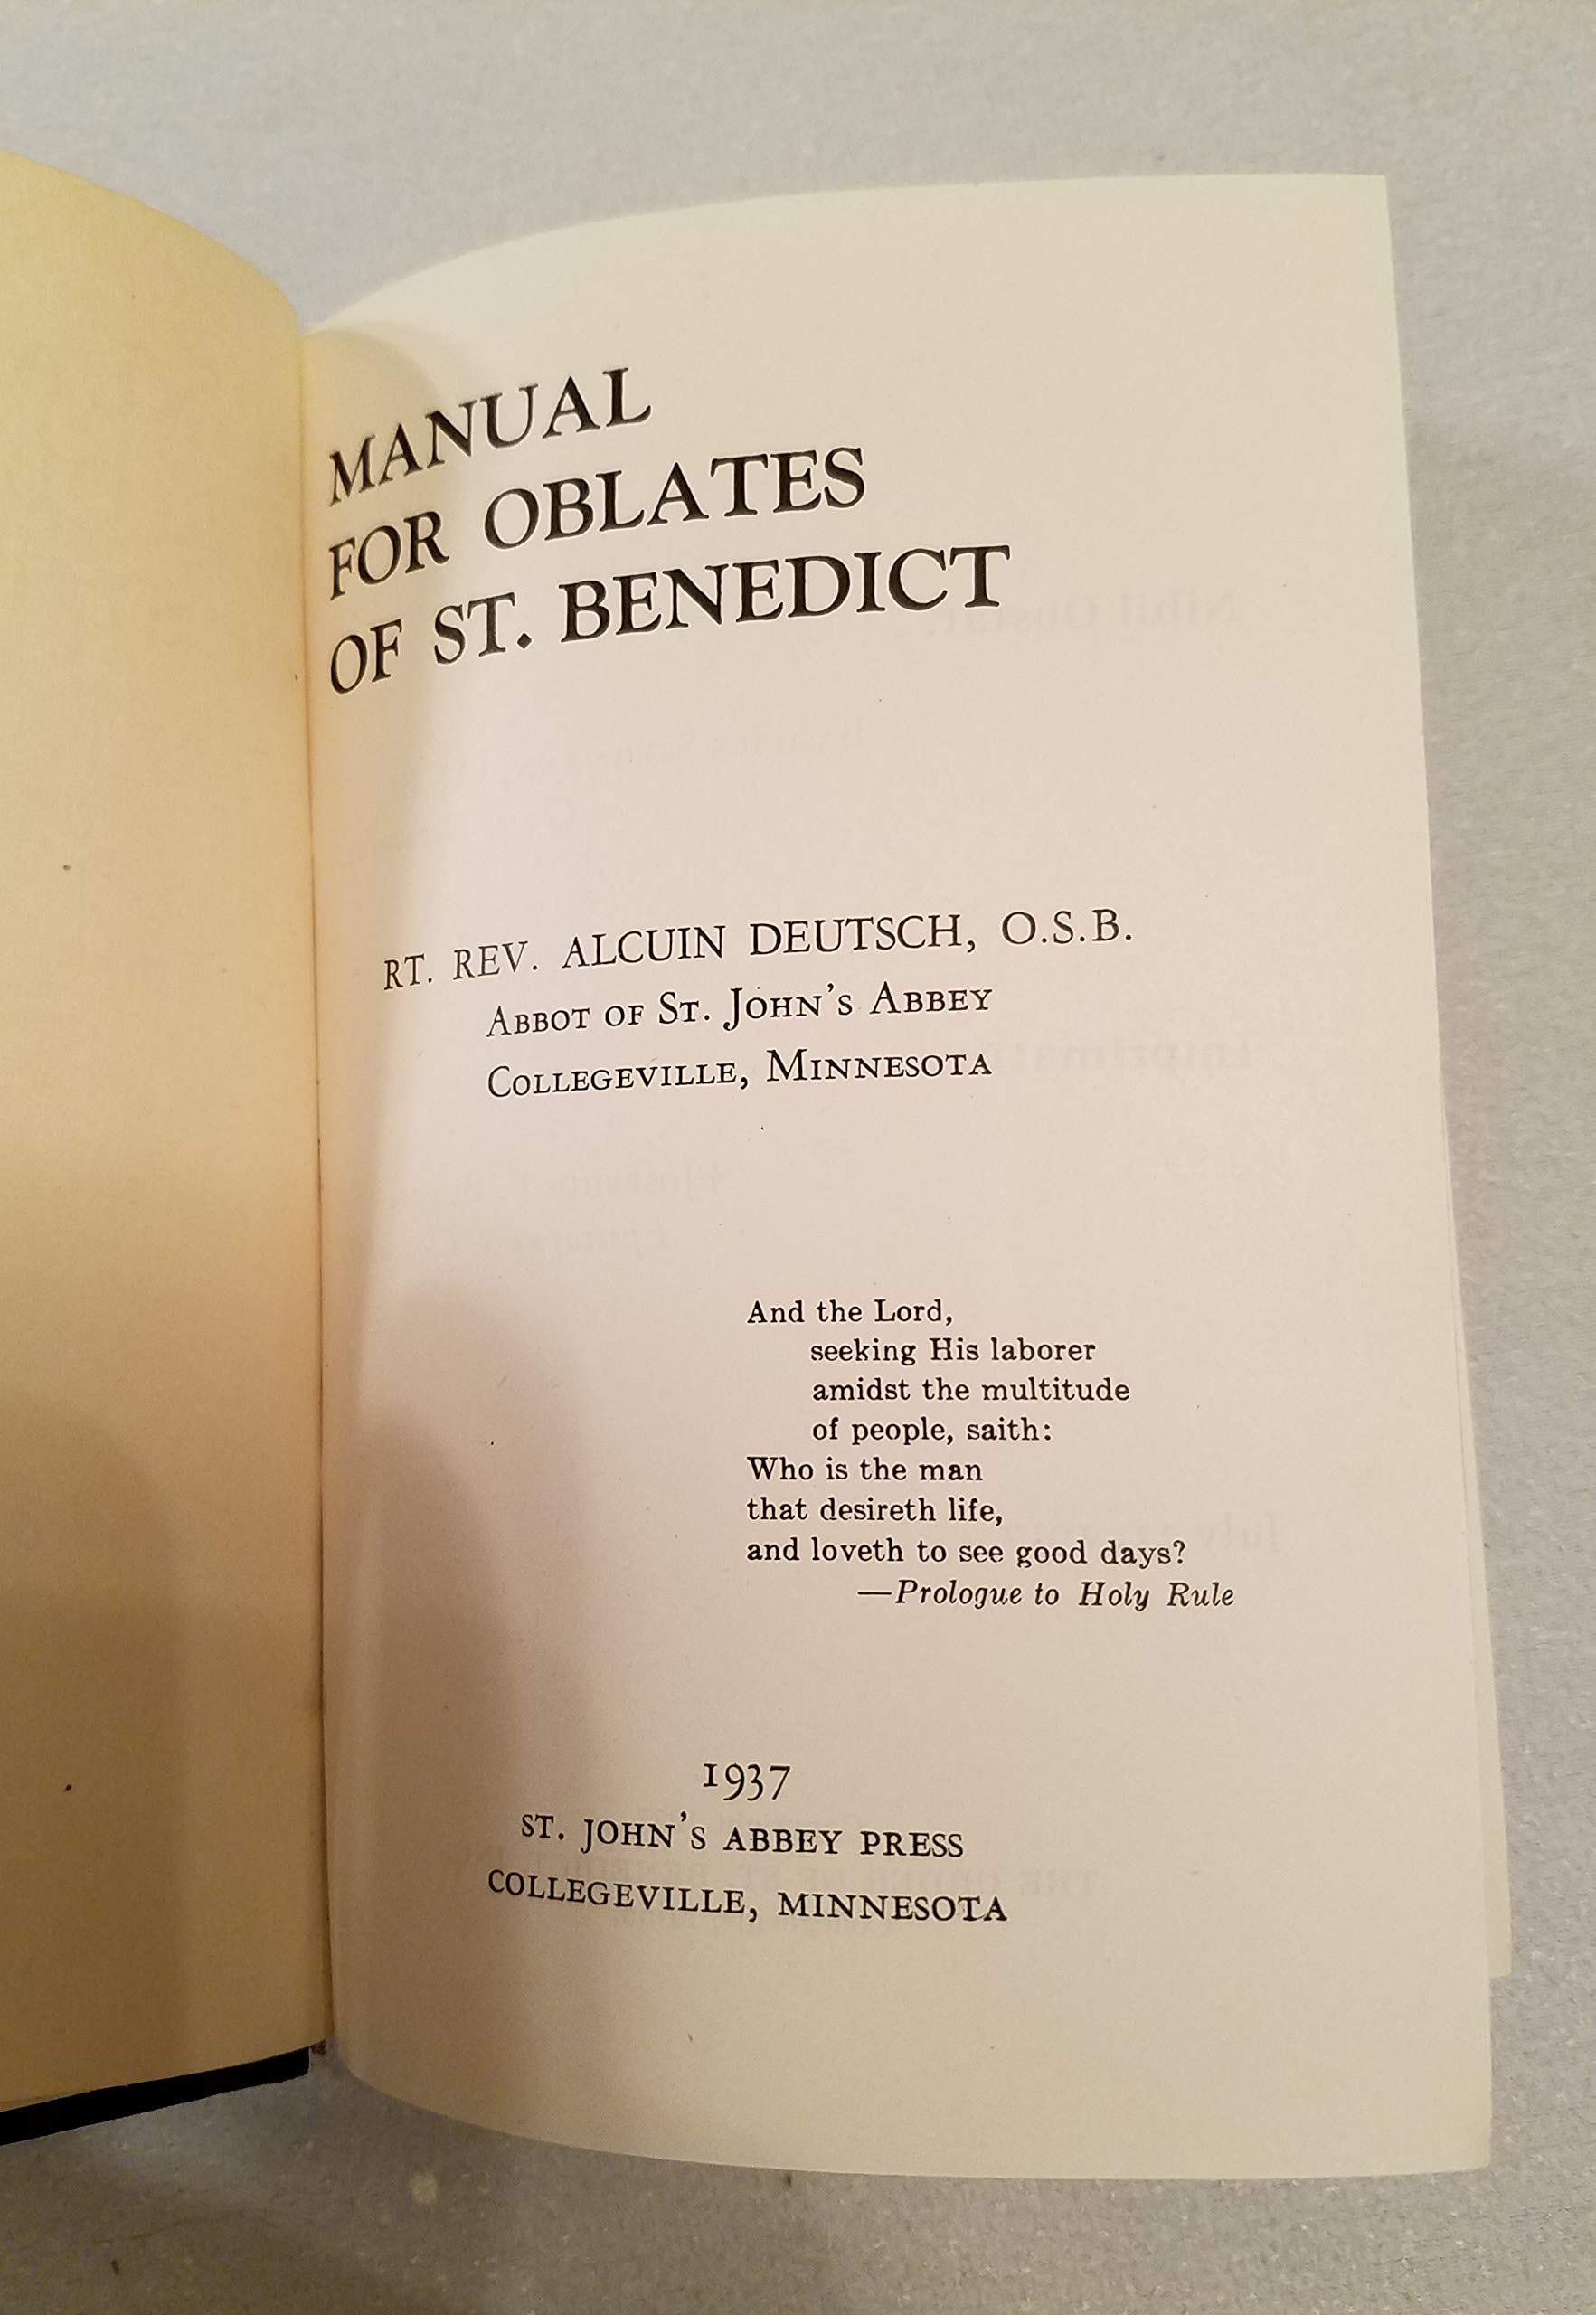 MANUAL
FOR OBLATES
OF ST. BENEDICT
RT. REV. ALCUIN DEUTSCH, O.S.B.
ABBOT OF ST. JOHN'S ABBEY
COLLEGEVILLE, MINNESOTA
And the Lord,
seeking His laborer
amidst the multitude
of people, saith:
Who is the man
that desireth life,
and loveth to see good days?
—Prologue to Holy Rule
1937
ST. JOHN'S ABBEY PRESS
COLLEGEVILLE, MINNESOTA